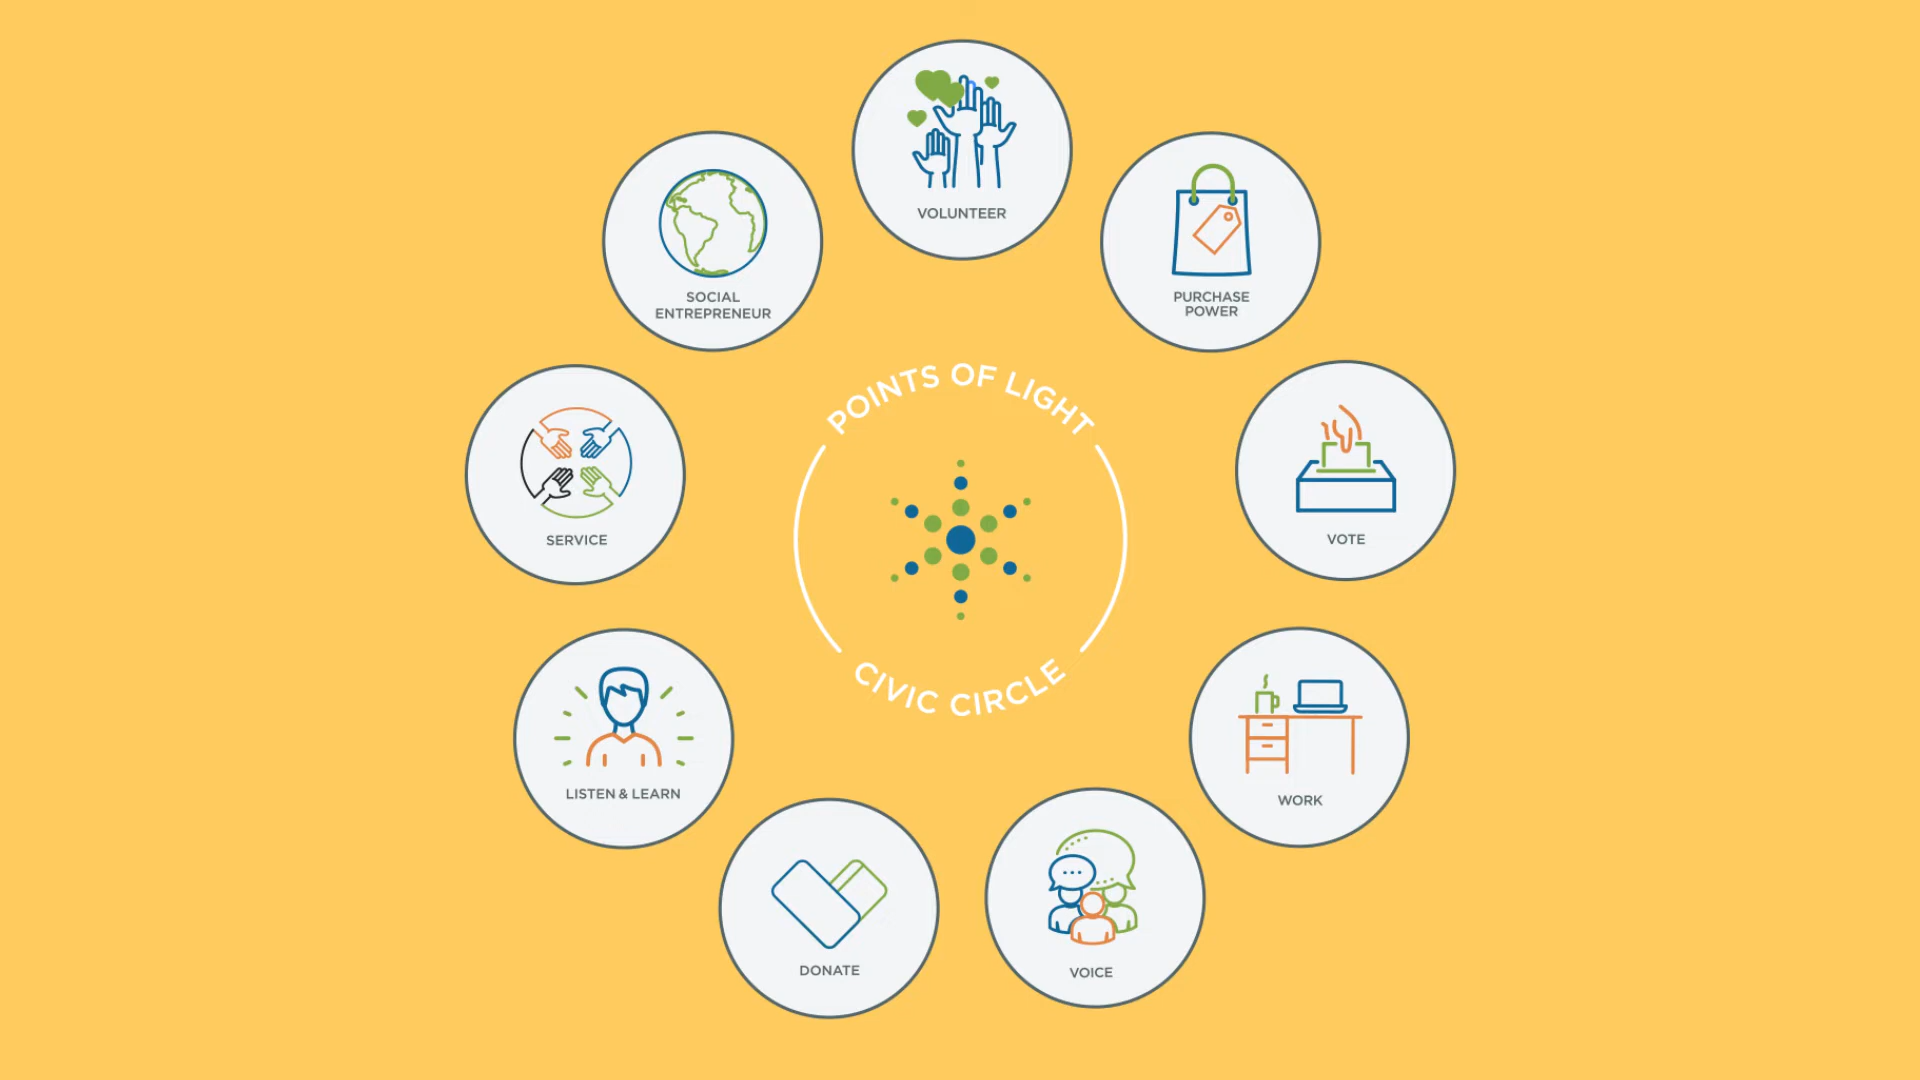 VOLUNTEER
PURCHASE
POWER
VOTE
WORK
VOICE
DONATE
LISTEN & LEARN
SERVICE
SOCIAL
ENTREPRENEUR
POINTS OF LIGHT
CIVIC CIRCLE